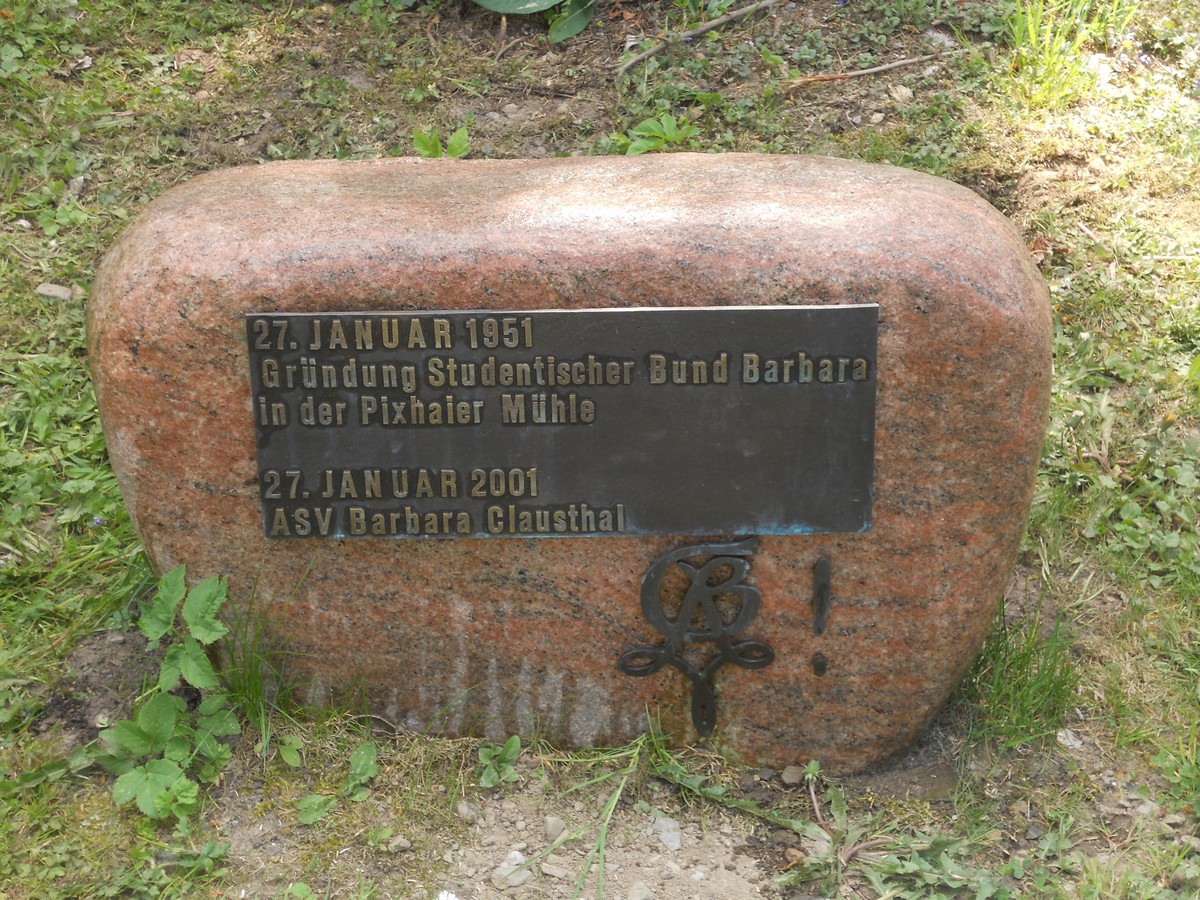 27. JANUAR 1951
Gründung Studentischer Bund Barbara
in der Pixhaier Mühle
27. JANUAR 2001
ASV Barbara Clausthal
!